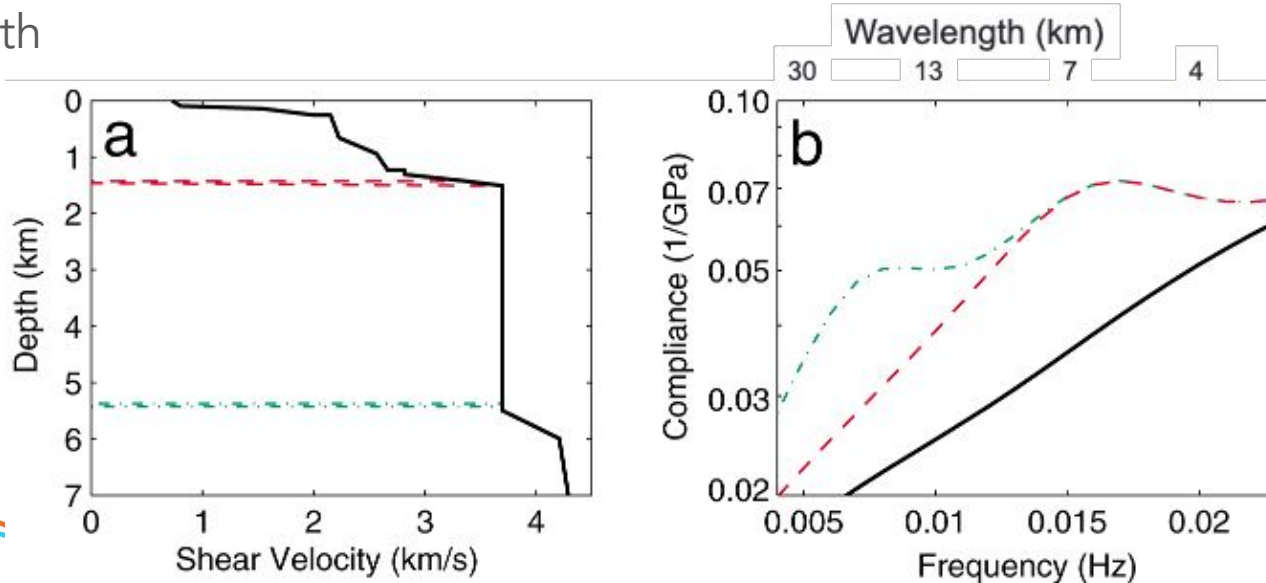 th
Wavelength (km)
30 13 7 4
a
0
1
2
3
4
5
6
7
Depth (km)
0 1 2 3 4
Shear Velocity (km/s)
b
0.10
0.07
0.05
0.03
0.02
Compliance (1/GPa)
0.005 0.01 0.015 0.02
Frequency (Hz)